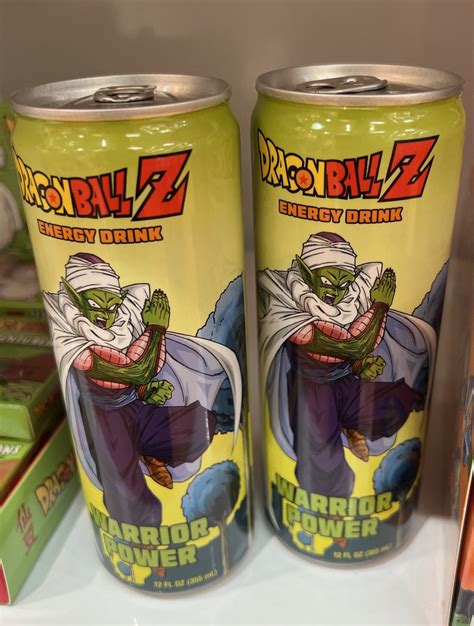 DRAGON BALL Z
ENERGY DRINK
WARRIOR
POWER
12 FL OZ (355 mL)
DRAGON BALL Z
ENERGY DRINK
WARRIOR
POWER
12 FL OZ (355 mL)